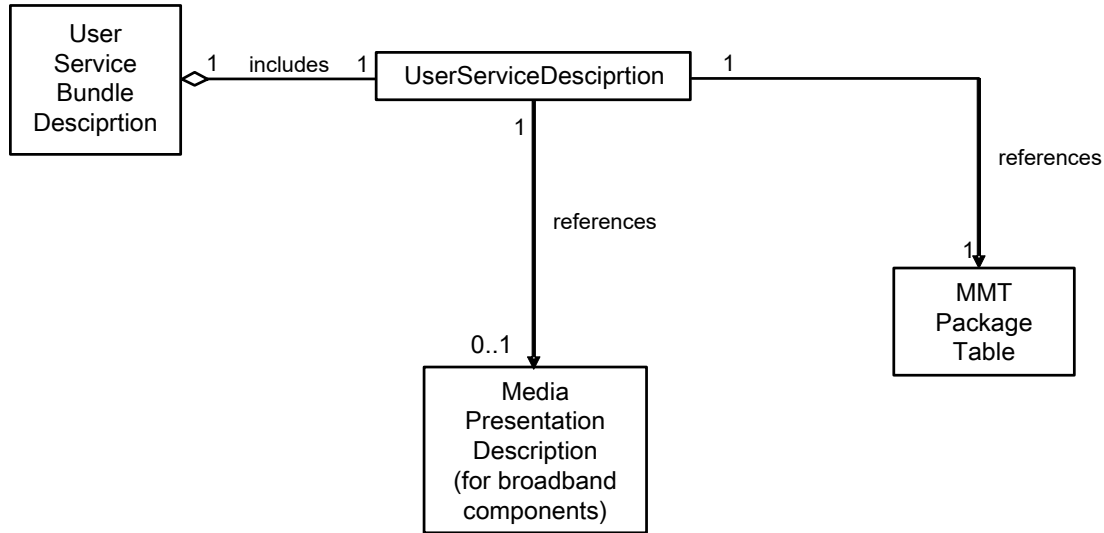 User
Service
Bundle
Desciprtion
1 includes 1
UserServiceDesciprtion
1
1
references
references
0..1
1
MMT
Package
Table
Media
Presentation
Description
(for broadband
components)